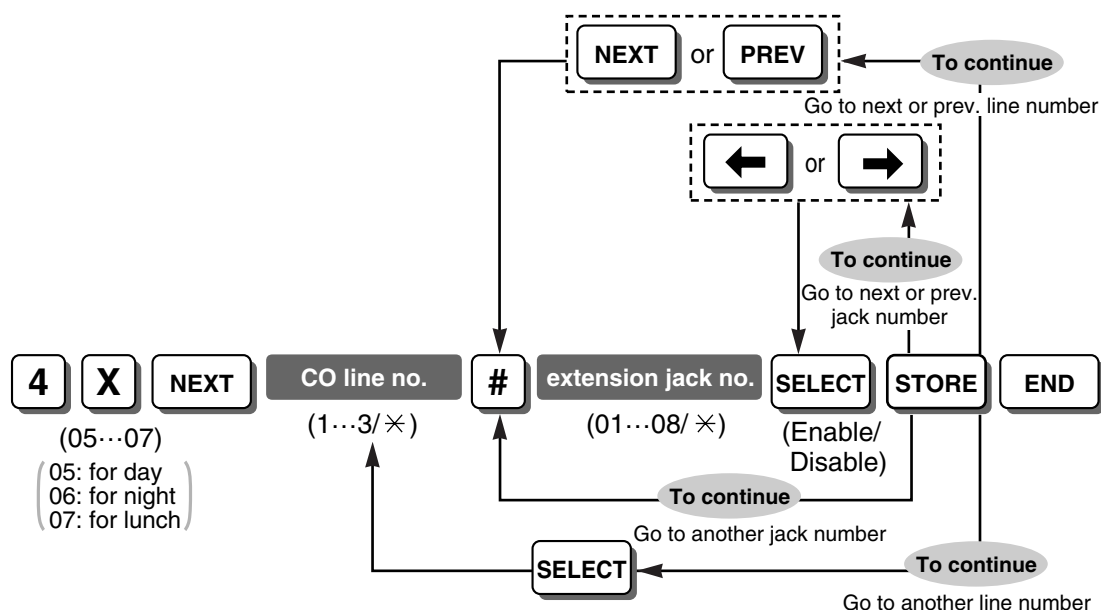 NEXT or PREV
To continue
Go to next or prev. line number
← or →
To continue
Go to next or prev.
jack number
4 X NEXT CO line no. # extension jack no. SELECT STORE END
(05···07)
(1···3/✳)
(01···08/ ✳)
(Enable/
Disable)
05: for day
06: for night
07: for lunch
To continue
Go to another jack number
SELECT
To continue
Go to another line number